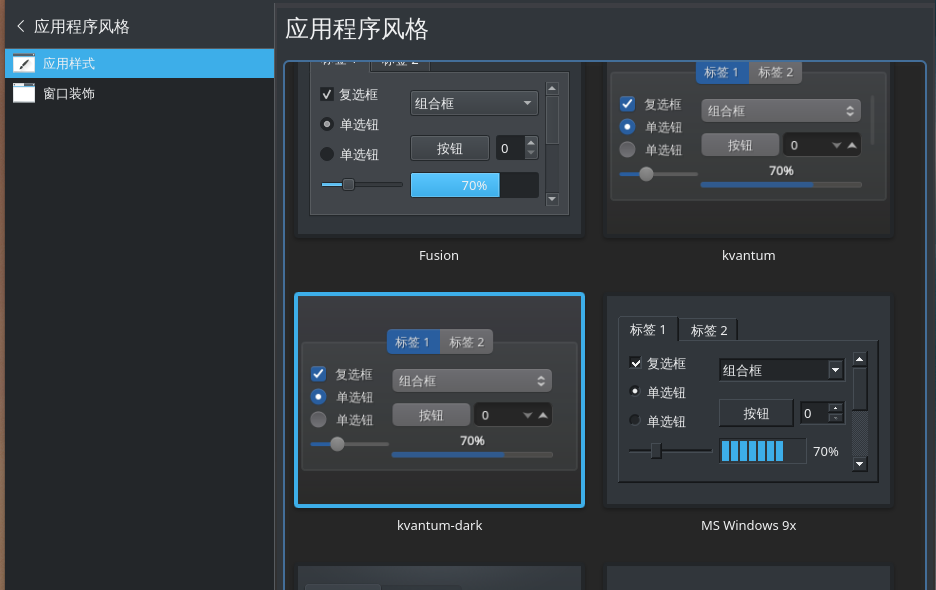 应用程序风格
应用样式
窗口装饰
应用程序风格
标签 1 标签 2
复选框
组合框
单选钮
单选钮
按钮
0
70%
Fusion
标签 1 标签 2
复选框
组合框
单选钮
单选钮
按钮
0
70%
kvantum
标签 1 标签 2
复选框
组合框
单选钮
单选钮
按钮
0
70%
kvantum-dark
标签 1 标签 2
复选框
组合框
单选钮
单选钮
按钮
0
70%
MS Windows 9x